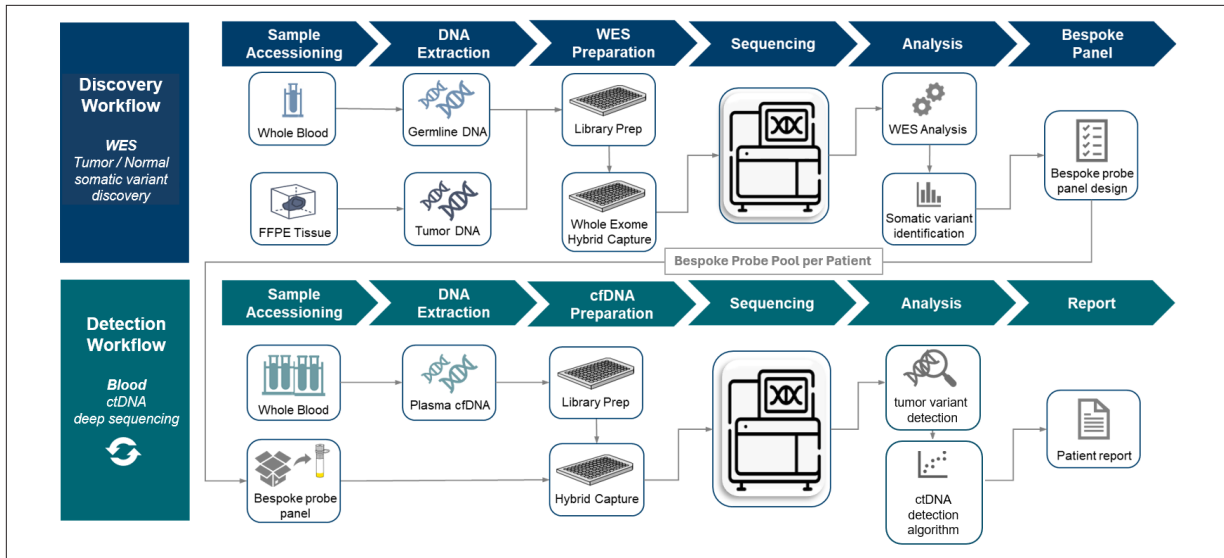 Discovery
Workflow
WES
Tumor / Normal
somatic variant
discovery
Sample
Accessioning
DNA
Extraction
WES
Preparation
Sequencing
Analysis
Bespoke
Panel
Whole Blood
Germline DNA
Library Prep
WES Analysis
Bespoke probe
panel design
FFPE Tissue
Tumor DNA
Whole Exome
Hybrid Capture
Somatic variant
identification
Bespoke Probe Pool per Patient
Detection
Workflow
Blood
ctDNA
deep sequencing
Sample
Accessioning
DNA
Extraction
cfDNA
Preparation
Sequencing
Analysis
Report
Whole Blood
Plasma cfDNA
Library Prep
tumor variant
detection
Patient report
Bespoke probe
panel
Hybrid Capture
ctDNA
detection
algorithm